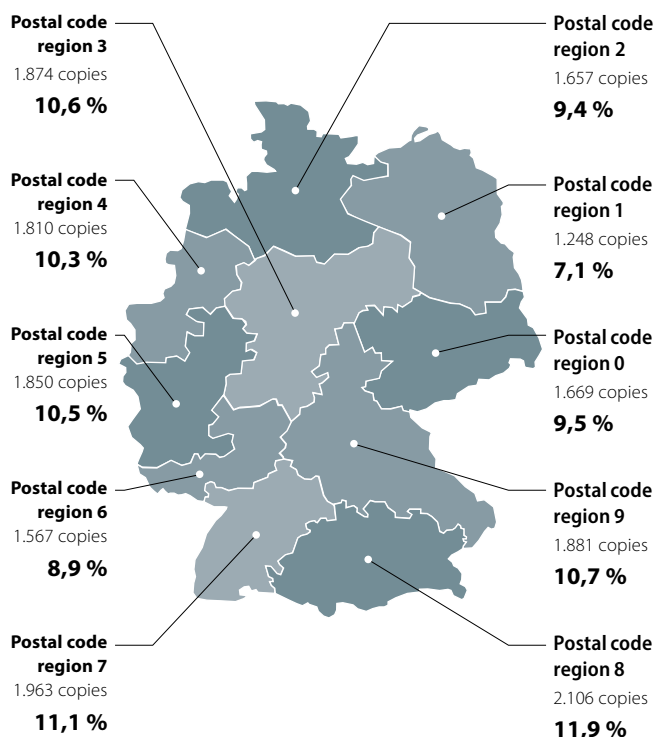 Postal code
region 3
1.874 copies
10,6 %
Postal code
region 4
1.810 copies
10,3 %
Postal code
region 5
1.850 copies
10,5 %
Postal code
region 6
1.567 copies
8,9 %
Postal code
region 7
1.963 copies
11,1 %
Postal code
region 2
1.657 copies
9,4 %
Postal code
region 1
1.248 copies
7,1 %
Postal code
region 0
1.669 copies
9,5 %
Postal code
region 9
1.881 copies
10,7 %
Postal code
region 8
2.106 copies
11,9 %